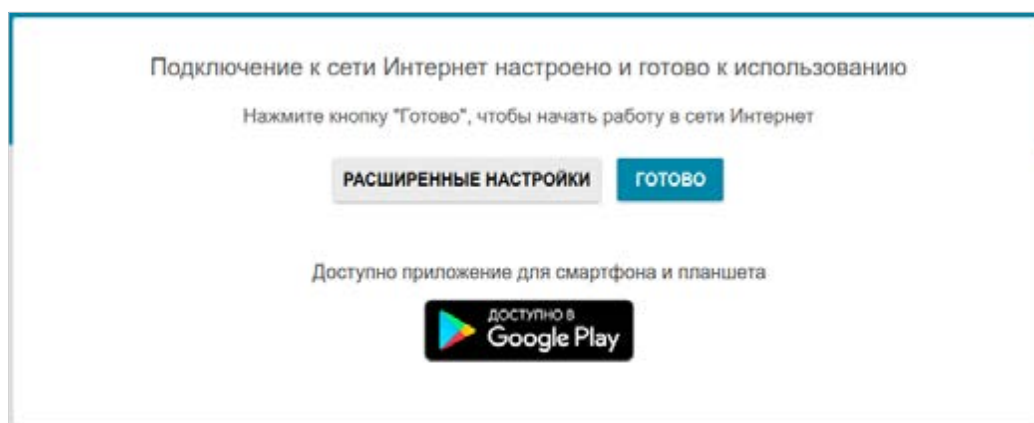 Подключение к сети Интернет настроено и готово к использованию
Нажмите кнопку "Готово", чтобы начать работу в сети Интернет
РАСШИРЕННЫЕ НАСТРОЙКИ ГОТОВО
Доступно приложение для смартфона и планшета
ДОСТУПНО В
Google Play